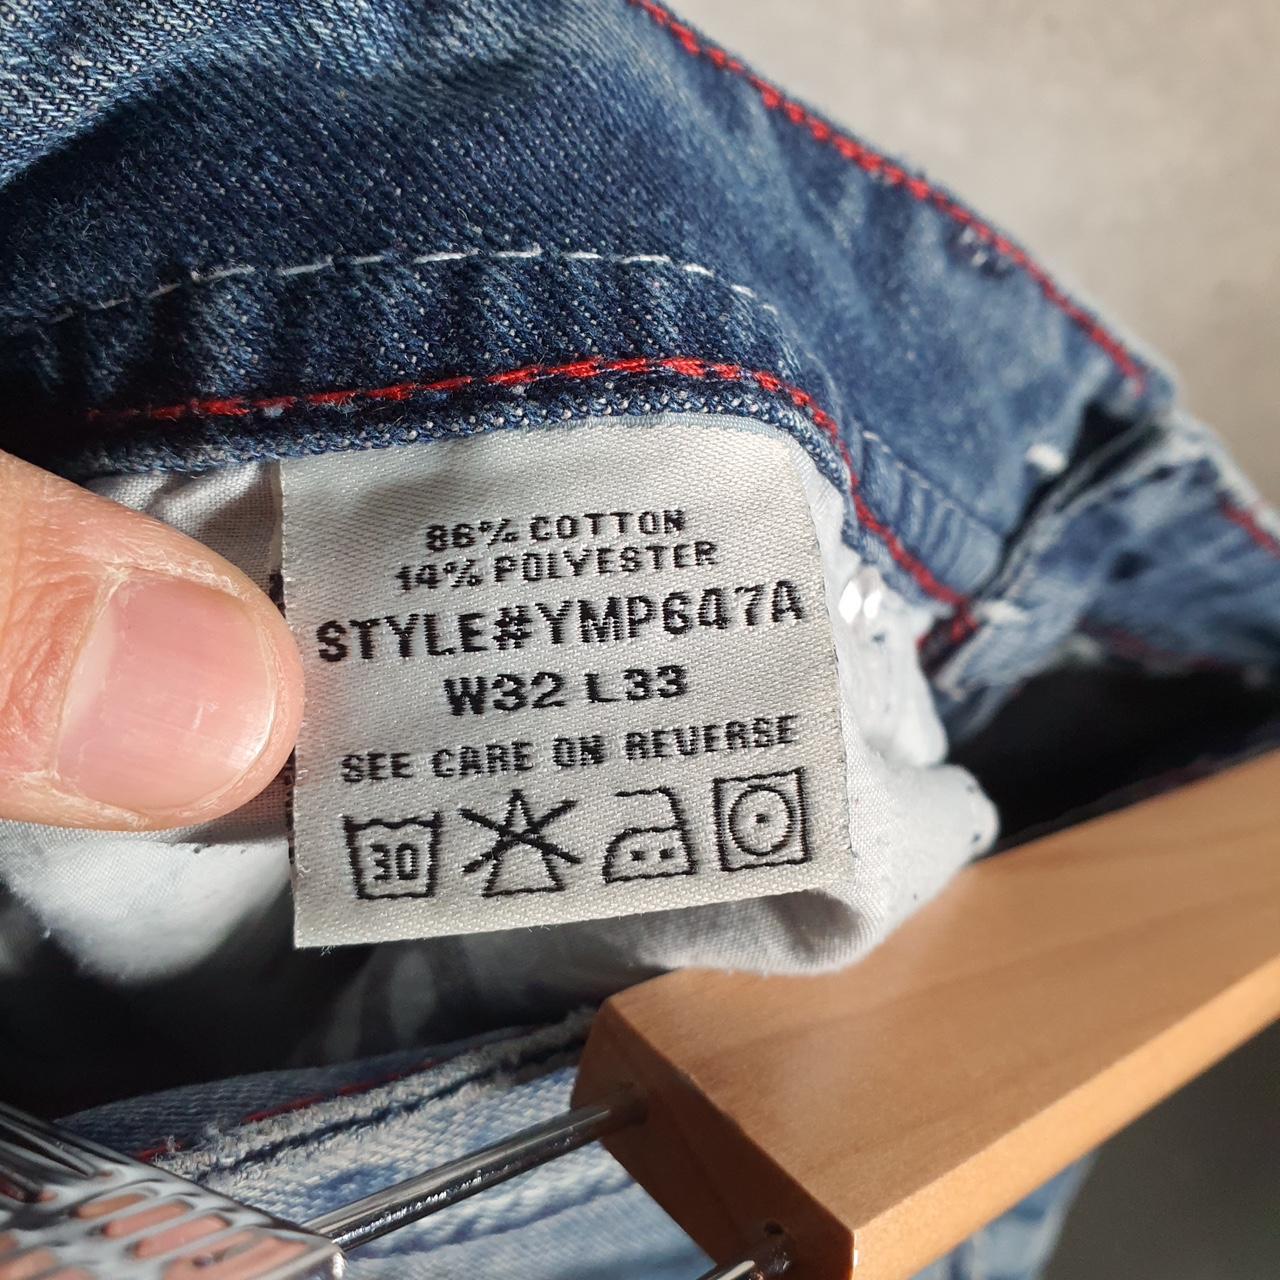 86% COTTON
14% POLYESTER
STYLE#YMP647A
W32 L33
SEE CARE ON REVERSE
30